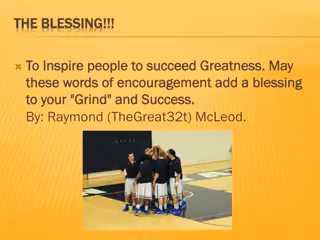 THE BLESSING!!!
To Inspire people to succeed Greatness. May
these words of encouragement add a blessing
to your "Grind" and Success.
By: Raymond (TheGreat32t) McLeod.